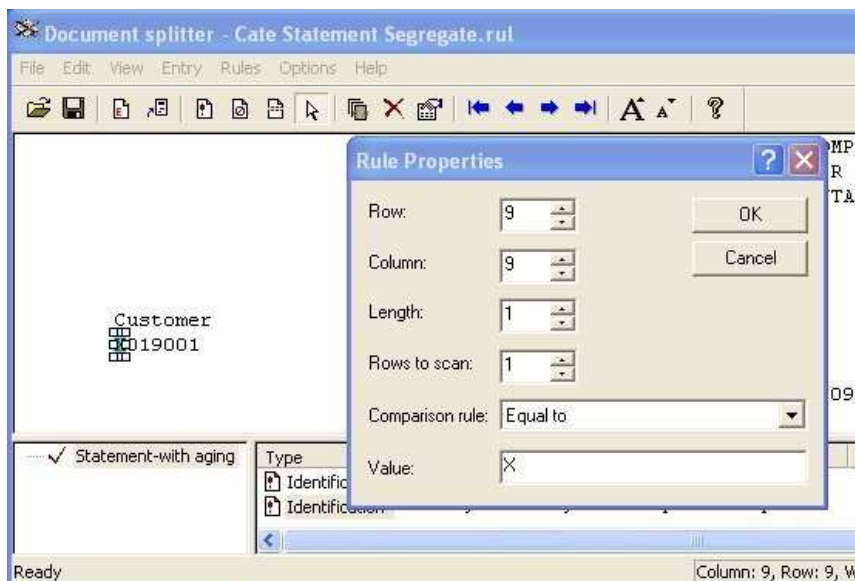 Document splitter - Cate Statement Segregate.rul
File Edit View Entry Rules Options Help
Customer
019001
Rule Properties
Row: 9
OK
Column: 9
Cancel
Length: 1
Rows to scan: 1
Comparison rule: Equal to
Value: X
OMP
R
TA
09
Statement-with aging
Type
Identific
Identification
Ready
Column: 9, Row: 9, W